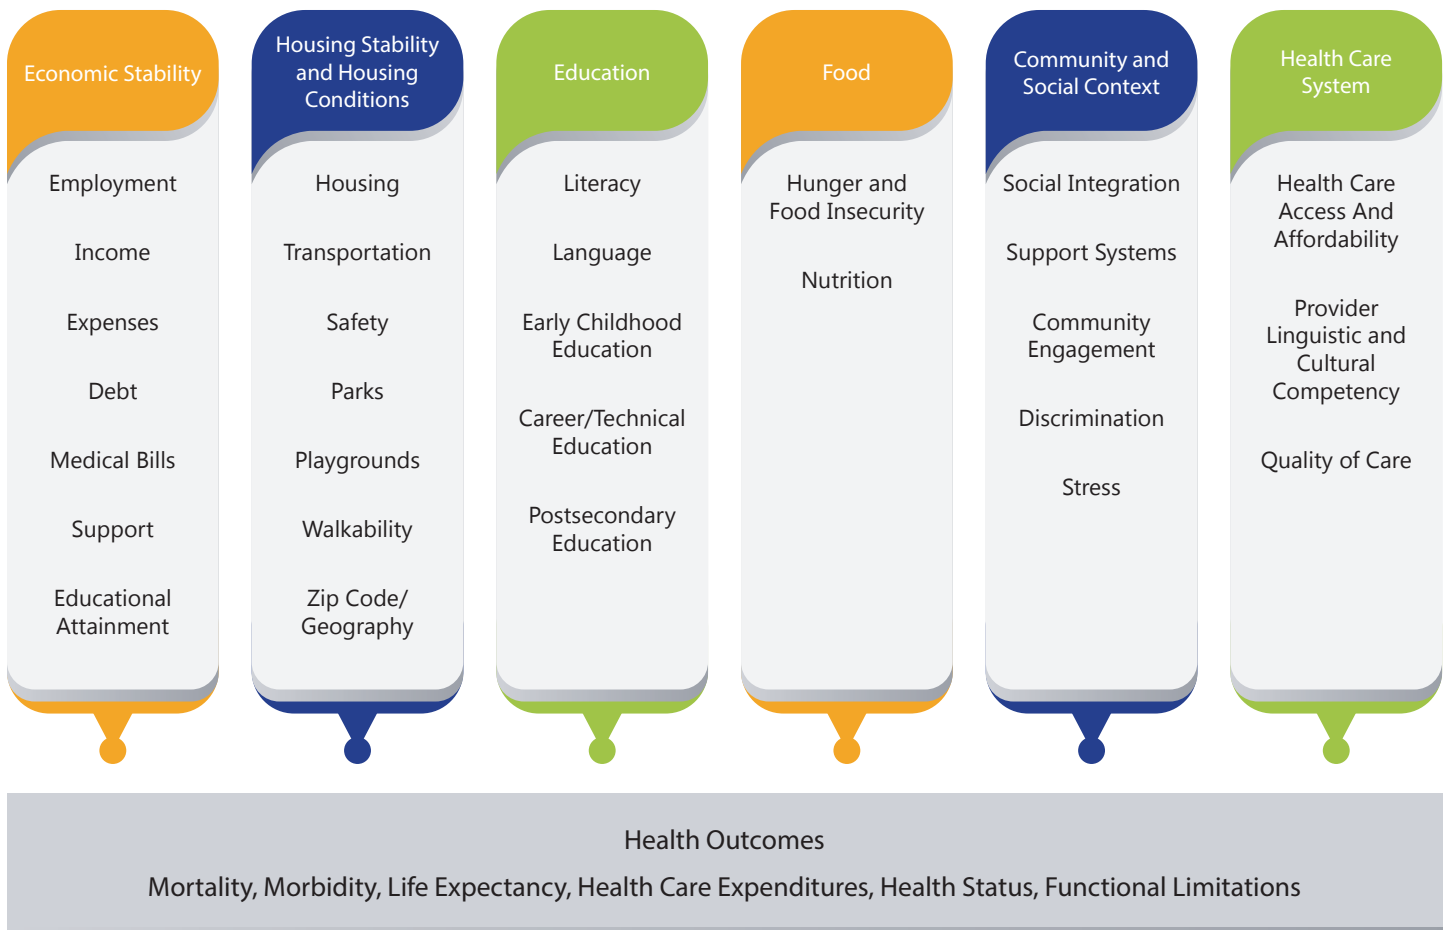 Economic Stability
Employment
Income
Expenses
Debt
Medical Bills
Support
Educational
Attainment
Housing Stability
and Housing
Conditions
Housing
Transportation
Safety
Parks
Playgrounds
Walkability
Zip Code/
Geography
Education
Literacy
Language
Early Childhood
Education
Career/Technical
Education
Postsecondary
Education
Food
Hunger and
Food Insecurity
Nutrition
Community and
Social Context
Social Integration
Support Systems
Community
Engagement
Discrimination
Stress
Health Care
System
Health Care
Access And
Affordability
Provider
Linguistic and
Cultural
Competency
Quality of Care
Health Outcomes
Mortality, Morbidity, Life Expectancy, Health Care Expenditures, Health Status, Functional Limitations